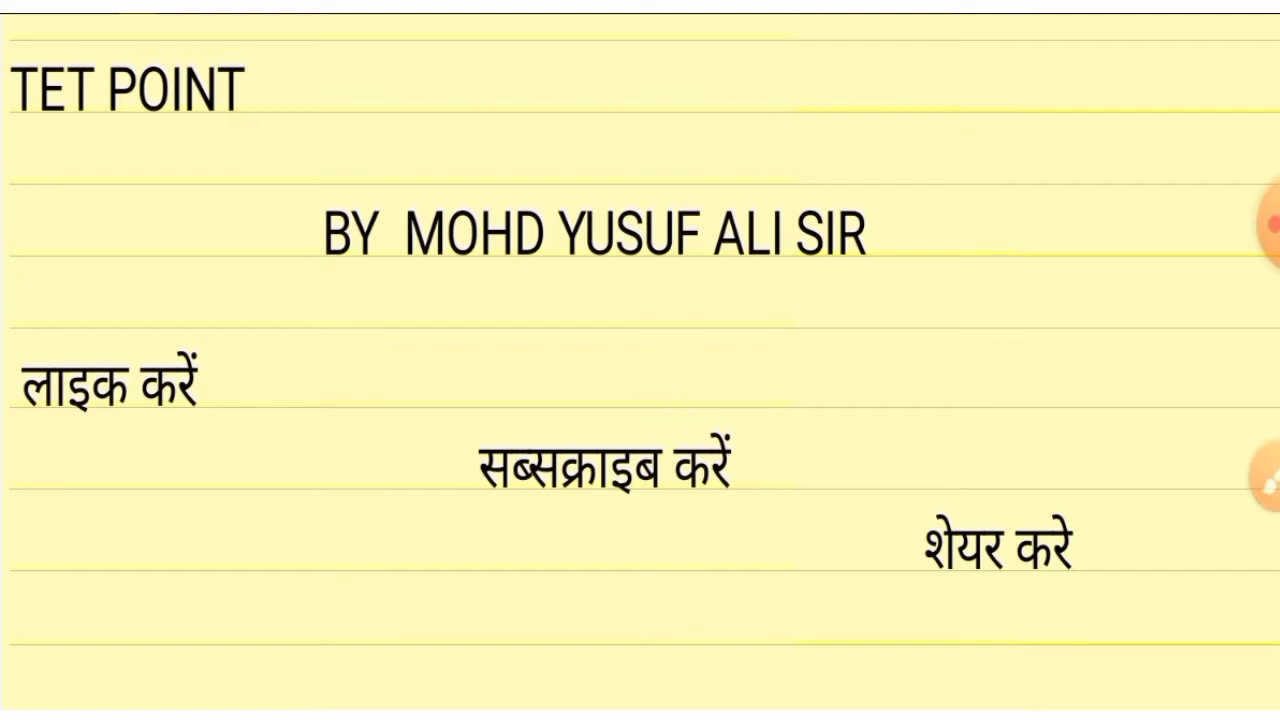 TET POINT
BY MOHD YUSUF ALI SIR
लाइक करें
सब्सक्राइब करें
शेयर करे